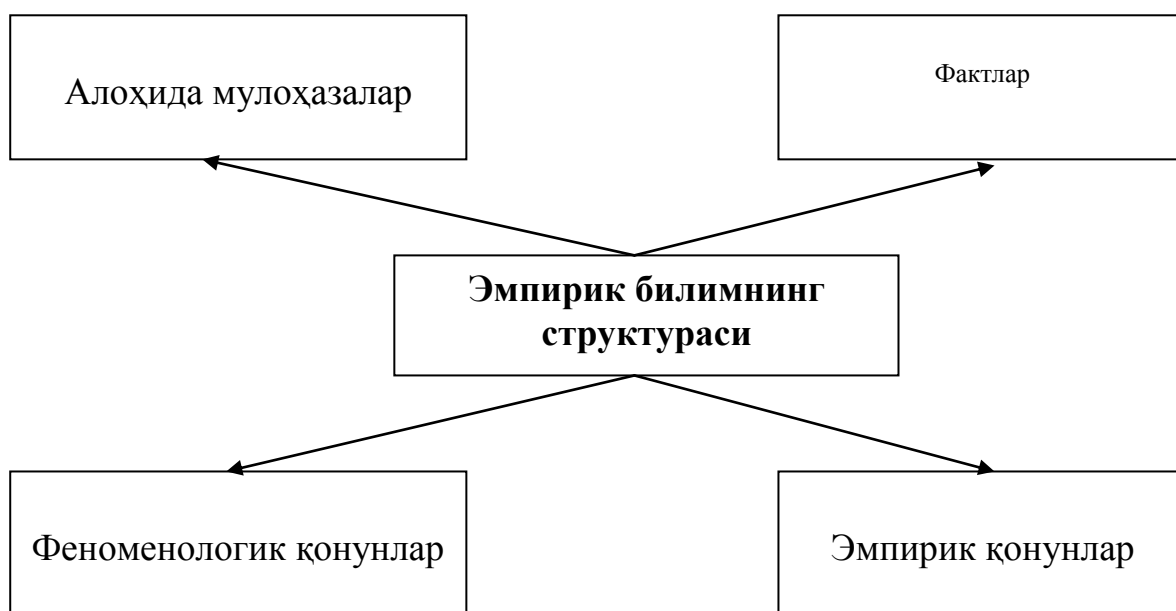 Алоҳида мулоҳазалар
Фактлар
Эмпирик билимнинг
структураси
Феноменологик қонунлар
Эмпирик қонунлар